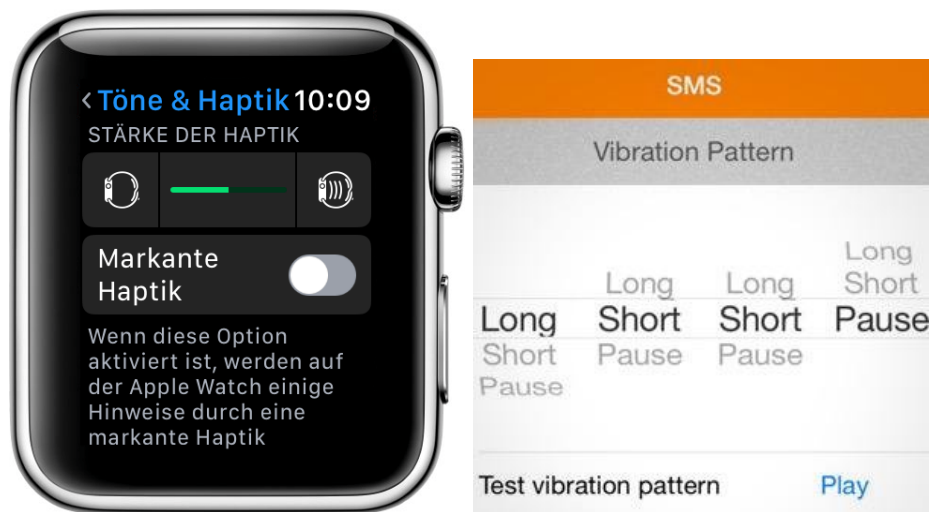 < Töne & Haptik 10:09
STÄRKE DER HAPTIK
Markante
Haptik
Wenn diese Option
aktiviert ist, werden auf
der Apple Watch einige
Hinweise durch eine
markante Haptik
SMS
Vibration Pattern
Long
Long Long Short
Long Short Short Pause
Short Pause Pause
Pause
Test vibration pattern Play